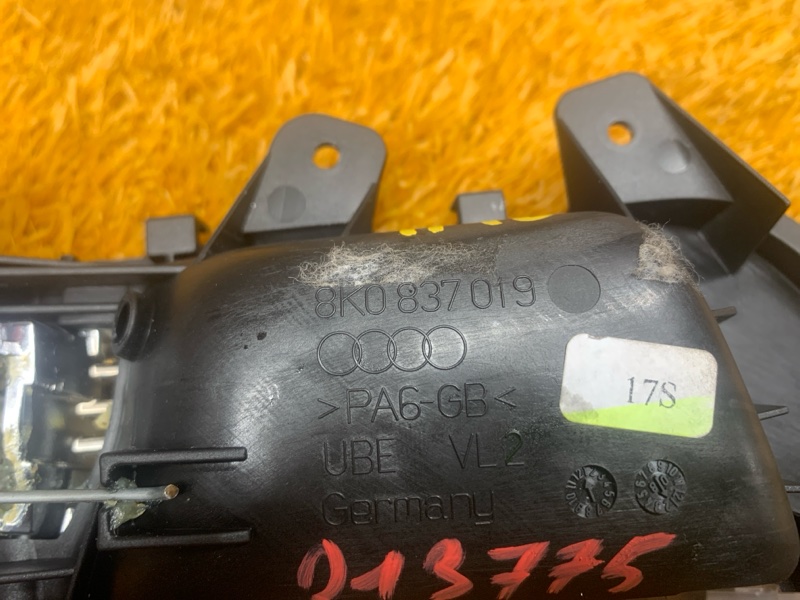 8K0 837 019
>PA6-GB<
17S
UBE VL2
Germany
013775